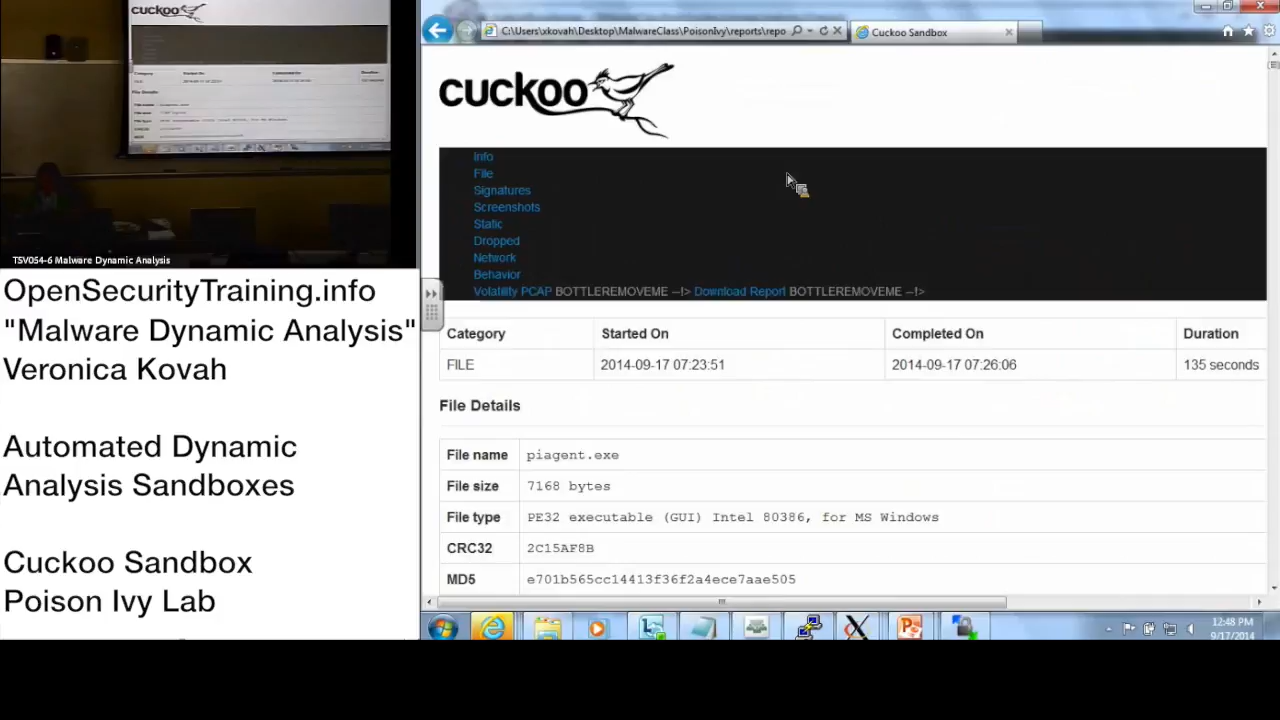 cuckoo
TSV054-6 Malware Dynamic Analysis
OpenSecurityTraining.info
"Malware Dynamic Analysis"
Veronica Kovah
Automated Dynamic
Analysis Sandboxes
Cuckoo Sandbox
Poison Ivy Lab
C:\Users\xkovah\Desktop\MalwareClass\PoisonIvy\reports\repo
Cuckoo Sandbox
cuckoo
Info
File
Signatures
Screenshots
Static
Dropped
Network
Behavior
Volatility PCAP BOTTLEREMOVEME --!> Download Report BOTTLEREMOVEME --!>
Category Started On Completed On Duration
FILE 2014-09-17 07:23:51 2014-09-17 07:26:06 135 seconds
File Details
File name piagent.exe
File size 7168 bytes
File type PE32 executable (GUI) Intel 80386, for MS Windows
CRC32 2C15AF8B
MD5 e701b565cc14413f36f2a4ece7aae505
12:48 PM
9/17/2014